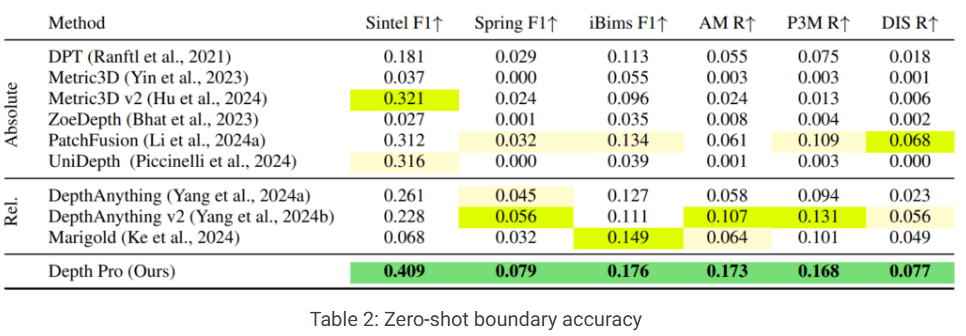 Method Sintel F1↑ Spring F1↑ iBims F1↑ AM R↑ P3M R↑ DIS R↑
Absolute
DPT (Ranftl et al., 2021) 0.181 0.029 0.113 0.055 0.075 0.018
Metric3D (Yin et al., 2023) 0.037 0.000 0.055 0.003 0.003 0.001
Metric3D v2 (Hu et al., 2024) 0.321 0.024 0.096 0.024 0.013 0.006
ZoeDepth (Bhat et al., 2023) 0.027 0.001 0.035 0.008 0.004 0.002
PatchFusion (Li et al., 2024a) 0.312 0.032 0.134 0.061 0.109 0.068
UniDepth (Piccinelli et al., 2024) 0.316 0.000 0.039 0.001 0.003 0.000
Rel.
DepthAnything (Yang et al., 2024a) 0.261 0.045 0.127 0.058 0.094 0.023
DepthAnything v2 (Yang et al., 2024b) 0.228 0.056 0.111 0.107 0.131 0.056
Marigold (Ke et al., 2024) 0.068 0.032 0.149 0.064 0.101 0.049
Depth Pro (Ours) 0.409 0.079 0.176 0.173 0.168 0.077
Table 2: Zero-shot boundary accuracy